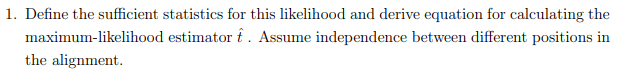 1. Define the sufficient statistics for this likelihood and derive equation for calculating the
maximum-likelihood estimator t̂ . Assume independence between different positions in
the alignment.